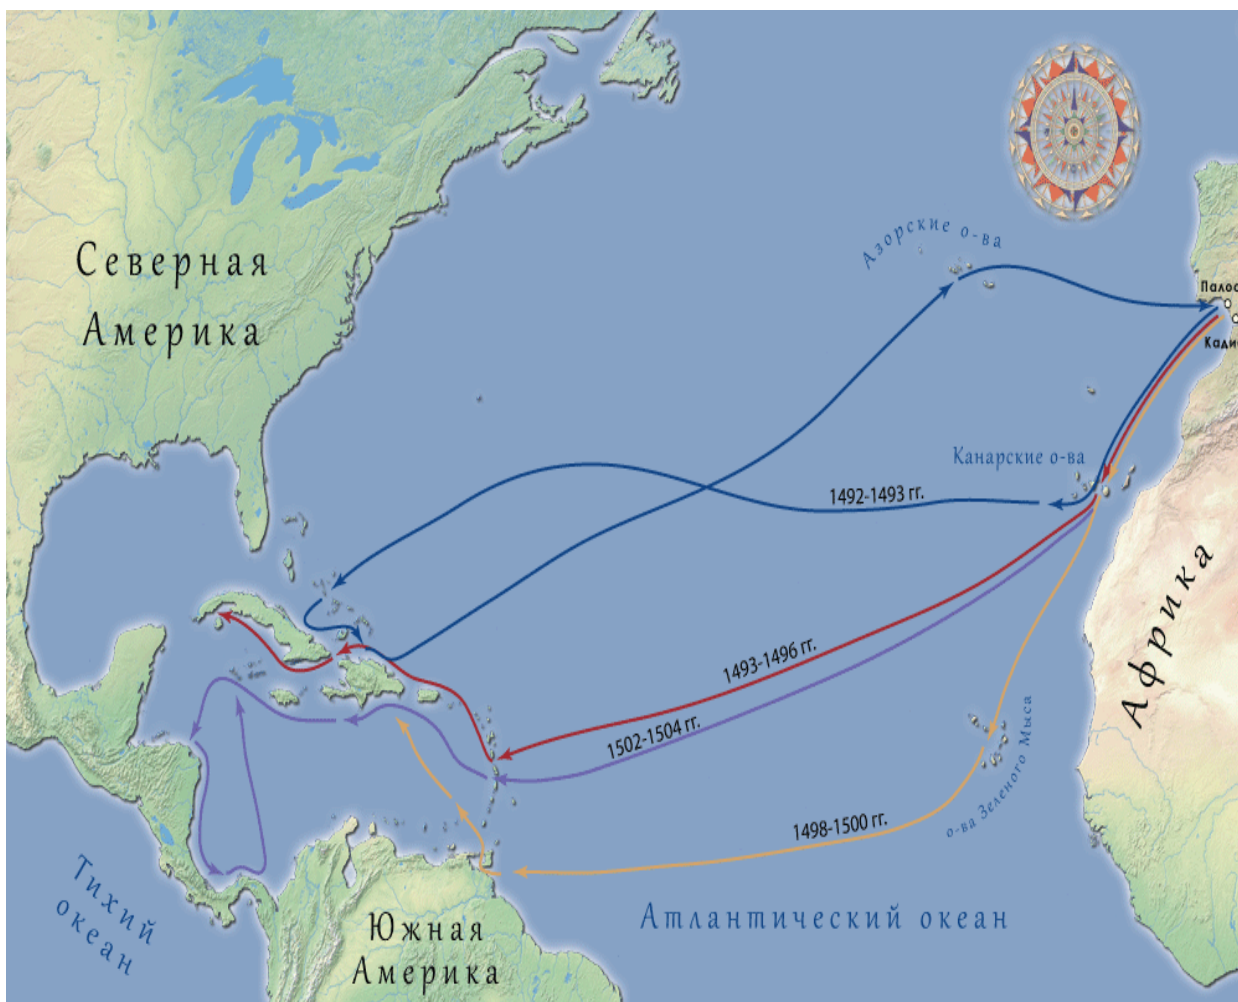 Северная
Америка
Азорские о-ва
Палос
Кади
Канарские о-ва
1492-1493 гг.
Африка
1493-1496 гг.
1502-1504 гг.
о-ва Зеленого Мыса
1498-1500 гг.
Тихий
океан
Атлантический океан
Южная
Америка